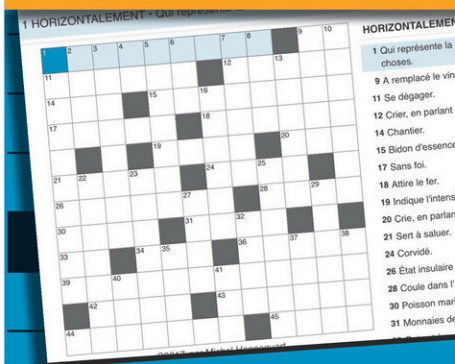 1 HORIZONTALEMENT • Qui représente la
1 2 3 4 5 6 7 8 9 10
11 12 13
14 15 16
17 18
19 20
21 22 23 24 25
26 27 28 29
30 31 32
33 34 35 36 37 38
39 40 41
42 43
44 45
par Michel
HORIZONTALEMEN
1 Qui représente la
choses.
9 A remplacé le vin
11 Se dégager.
12 Crier, en parlant
14 Chantier.
15 Bidon d'essence
17 Sans foi.
18 Attire le fer.
19 Indique l'intens
20 Crie, en parlan
21 Sert à saluer.
24 Corvidé.
26 État insulaire
28 Coule dans l'
30 Poisson mar
31 Monnaies de